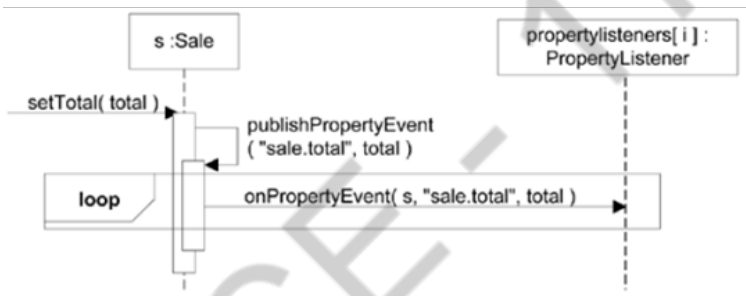 s :Sale
propertylisteners[ i ] :
PropertyListener
setTotal( total )
publishPropertyEvent
( "sale.total", total )
loop
onPropertyEvent( s, "sale.total", total )